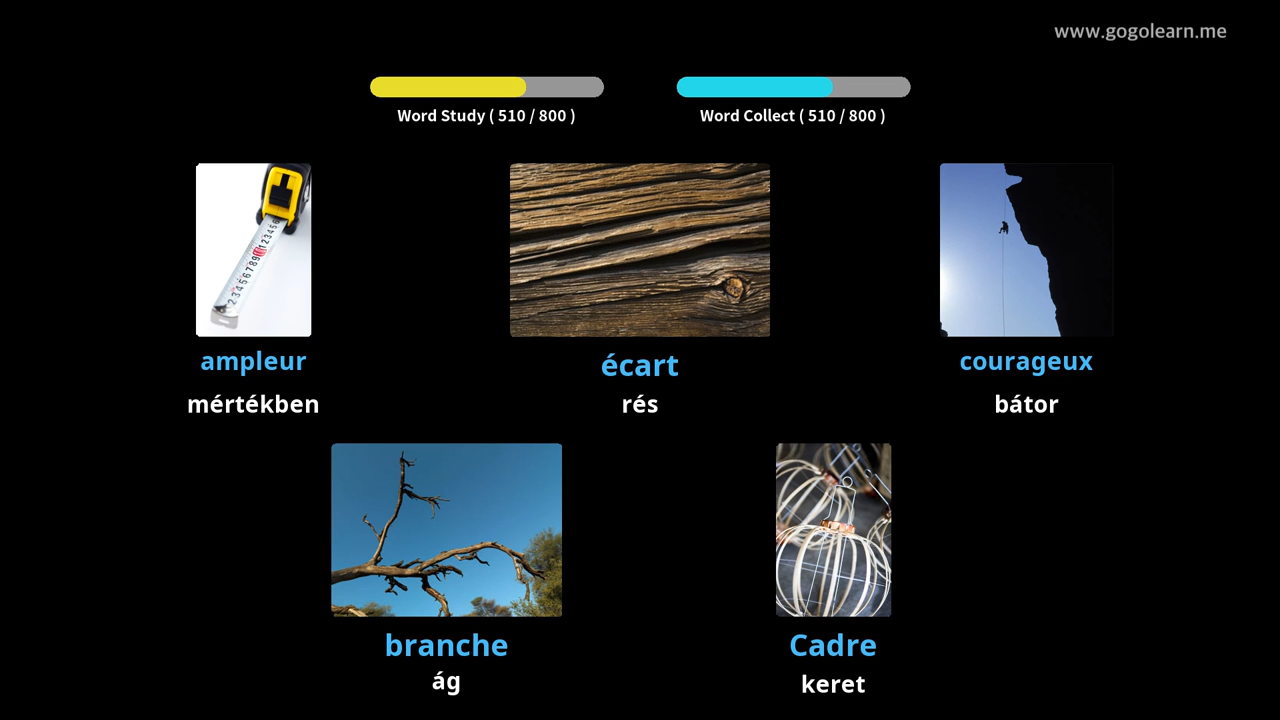 www.gogolearn.me
Word Study ( 510 / 800 )
Word Collect ( 510 / 800 )
ampleur
mértékben
écart
rés
courageux
bátor
branche
ág
Cadre
keret